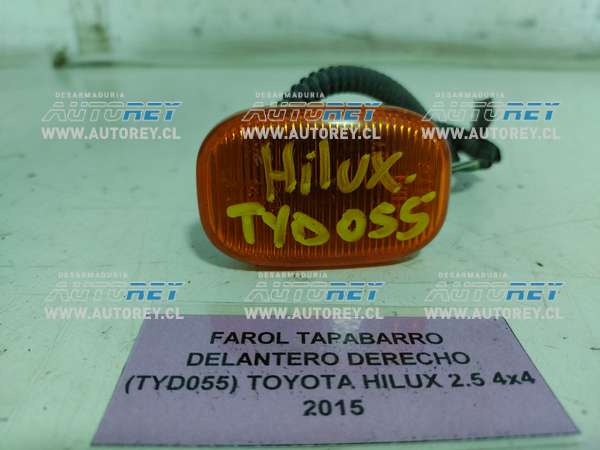 DESARMADURIA DESARMADURIA DESARMADURIA
AUTOREY AUTOREY AUTOREY
WWW.AUTOREY.CL WWW.AUTOREY.CL WWW.AUTOREY.CL
Hilux.
TYD055
DESARMADURIA DESARMADURIA DESARMADURIA
AUTOREY AUTOREY AUTOREY
WWW.AUTOREY.CL WWW.AUTOREY.CL WWW.AUTOREY.CL
FAROL TAPABARRO
DELANTERO DERECHO
(TYD055) TOYOTA HILUX 2.5 4x4
2015